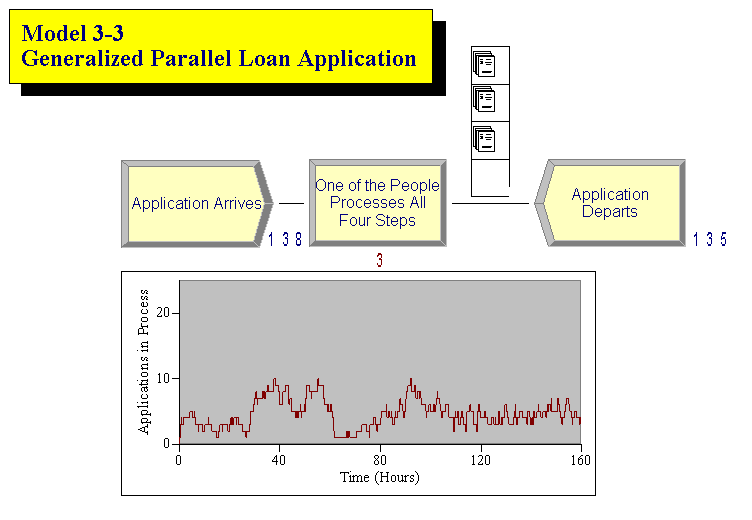 Model 3-3
Generalized Parallel Loan Application
Application Arrives
1 3 8
One of the People
Processes All
Four Steps
3
Application
Departs
1 3 5
Applications in Process
20
10
0
0 40 80 120 160
Time (Hours)